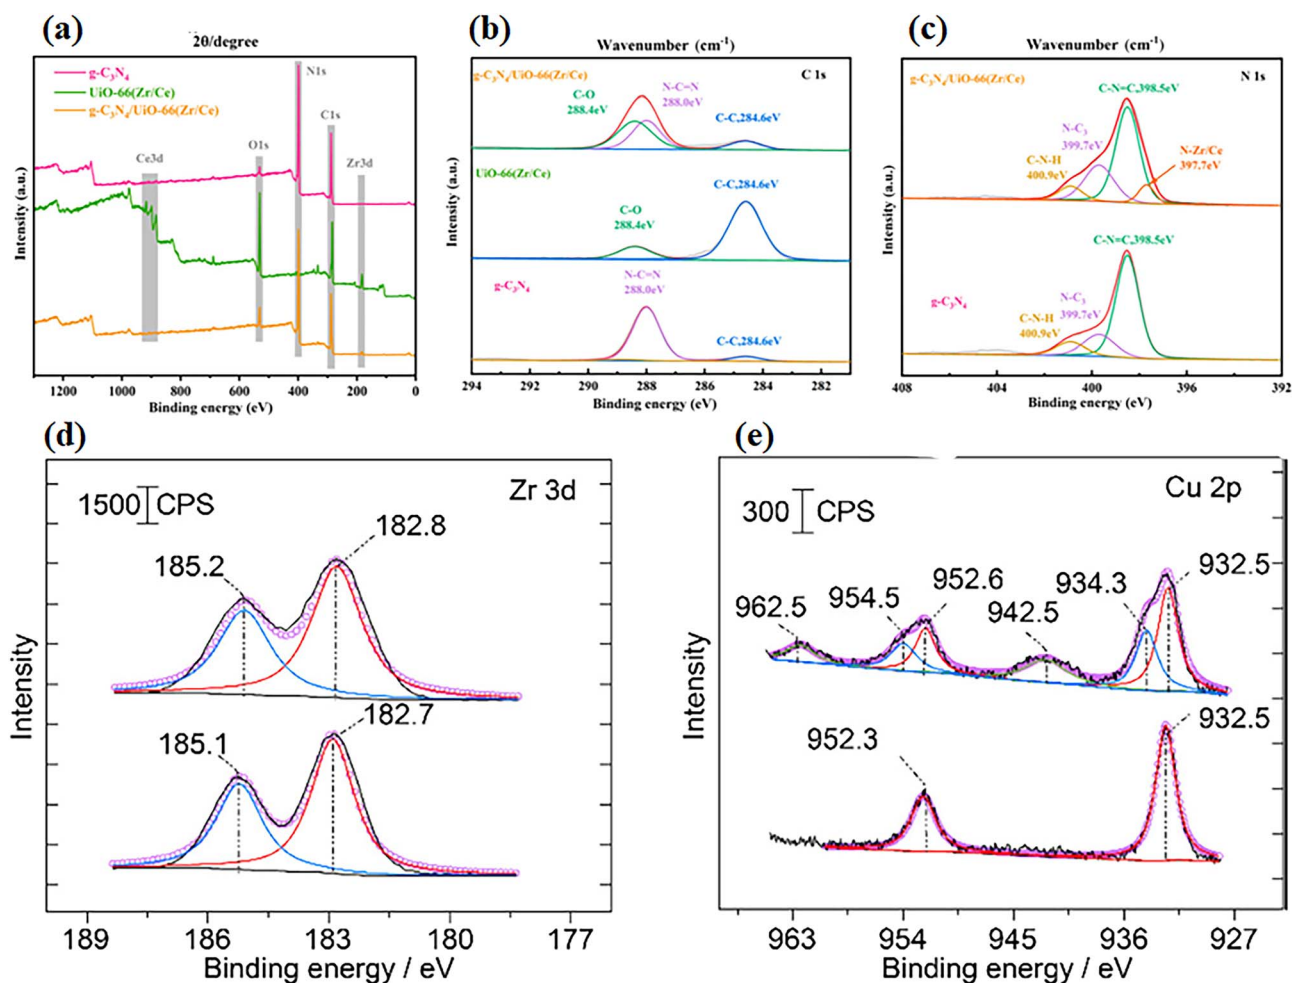 (a)
2θ/degree
g-C3N4
UiO-66(Zr/Ce)
g-C3N4/UiO-66(Zr/Ce)
N1s
C1s
O1s
Zr3d
Ce3d
Intensity (a.u.)
1200 1000 800 600 400 200 0
Binding energy (eV)
(b)
Wavenumber (cm-1)
g-C3N4/UiO-66(Zr/Ce)
C 1s
C-O
288.4eV
N-C=N
288.0eV
C-C,284.6eV
UiO-66(Zr/Ce)
C-C,284.6eV
C-O
288.4eV
N-C=N
288.0eV
g-C3N4
C-C,284.6eV
Intensity (a.u.)
294 292 290 288 286 284 282
Binding energy (eV)
(c)
Wavenumber (cm-1)
g-C3N4/UiO-66(Zr/Ce)
N 1s
C-N=C,398.5eV
N-C3
399.7eV
N-Zr/Ce
397.7eV
C-N-H
400.9eV
C-N=C,398.5eV
g-C3N4
N-C3
399.7eV
C-N-H
400.9eV
Intensity (a.u.)
408 404 400 396 392
Binding energy (eV)
(d)
1500 CPS
Zr 3d
182.8
185.2
182.7
185.1
Intensity
189 186 183 180 177
Binding energy / eV
(e)
300 CPS
Cu 2p
932.5
934.3
952.6
954.5
942.5
962.5
932.5
952.3
Intensity
963 954 945 936 927
Binding energy / eV